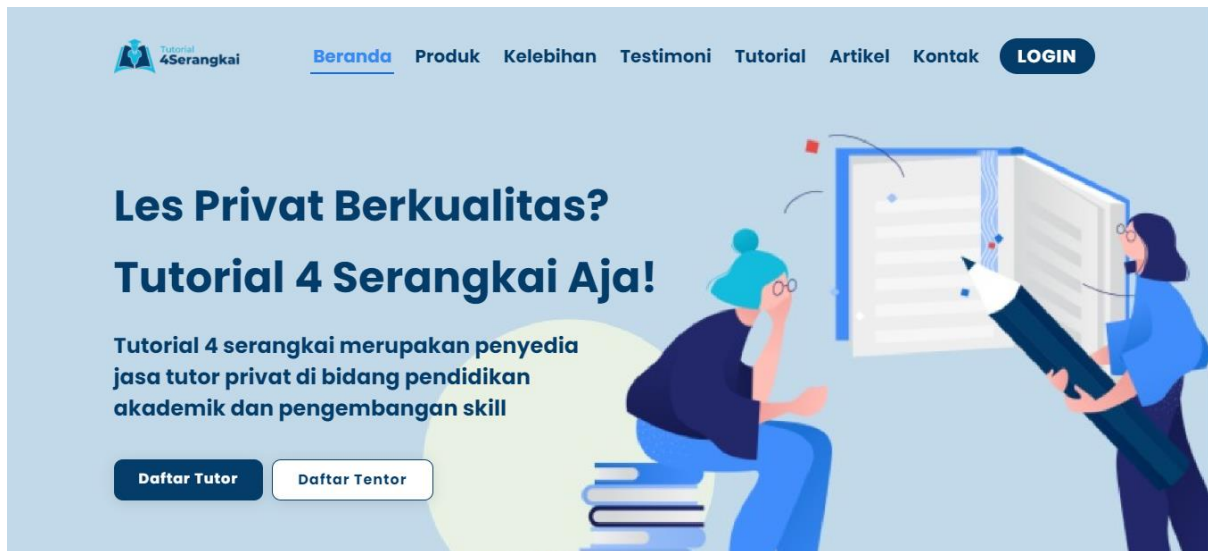 Tutorial
4Serangkai
Beranda Produk Kelebihan Testimoni Tutorial Artikel Kontak LOGIN
Les Privat Berkualitas?
Tutorial 4 Serangkai Aja!
Tutorial 4 serangkai merupakan penyedia
jasa tutor privat di bidang pendidikan
akademik dan pengembangan skill
Daftar Tutor Daftar Tentor